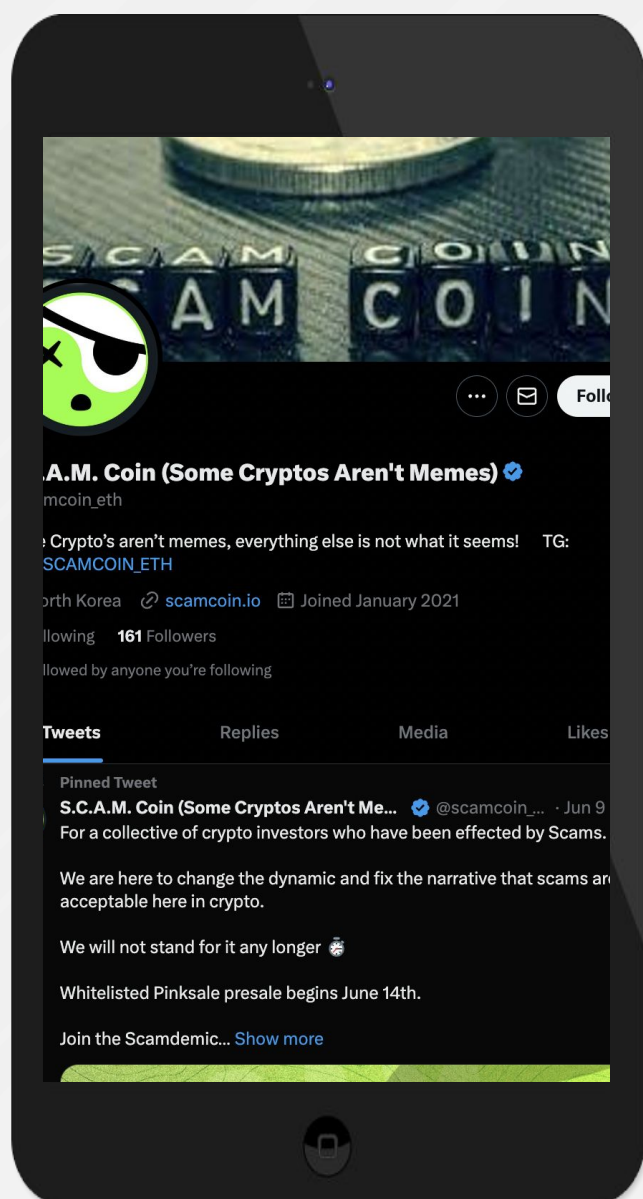 SCAM COIN
AM COIN
Follo
.A.M. Coin (Some Cryptos Aren't Memes)
mcoin_eth
Crypto's aren't memes, everything else is not what it seems! TG:
SCAMCOIN_ETH
orth Korea scamcoin.io Joined January 2021
llowing 161 Followers
llowed by anyone you're following
Tweets Replies Media Likes
Pinned Tweet
S.C.A.M. Coin (Some Cryptos Aren't Me... @scamcoin_... · Jun 9
For a collective of crypto investors who have been effected by Scams.
We are here to change the dynamic and fix the narrative that scams are
acceptable here in crypto.
We will not stand for it any longer
Whitelisted Pinksale presale begins June 14th.
Join the Scamdemic... Show more